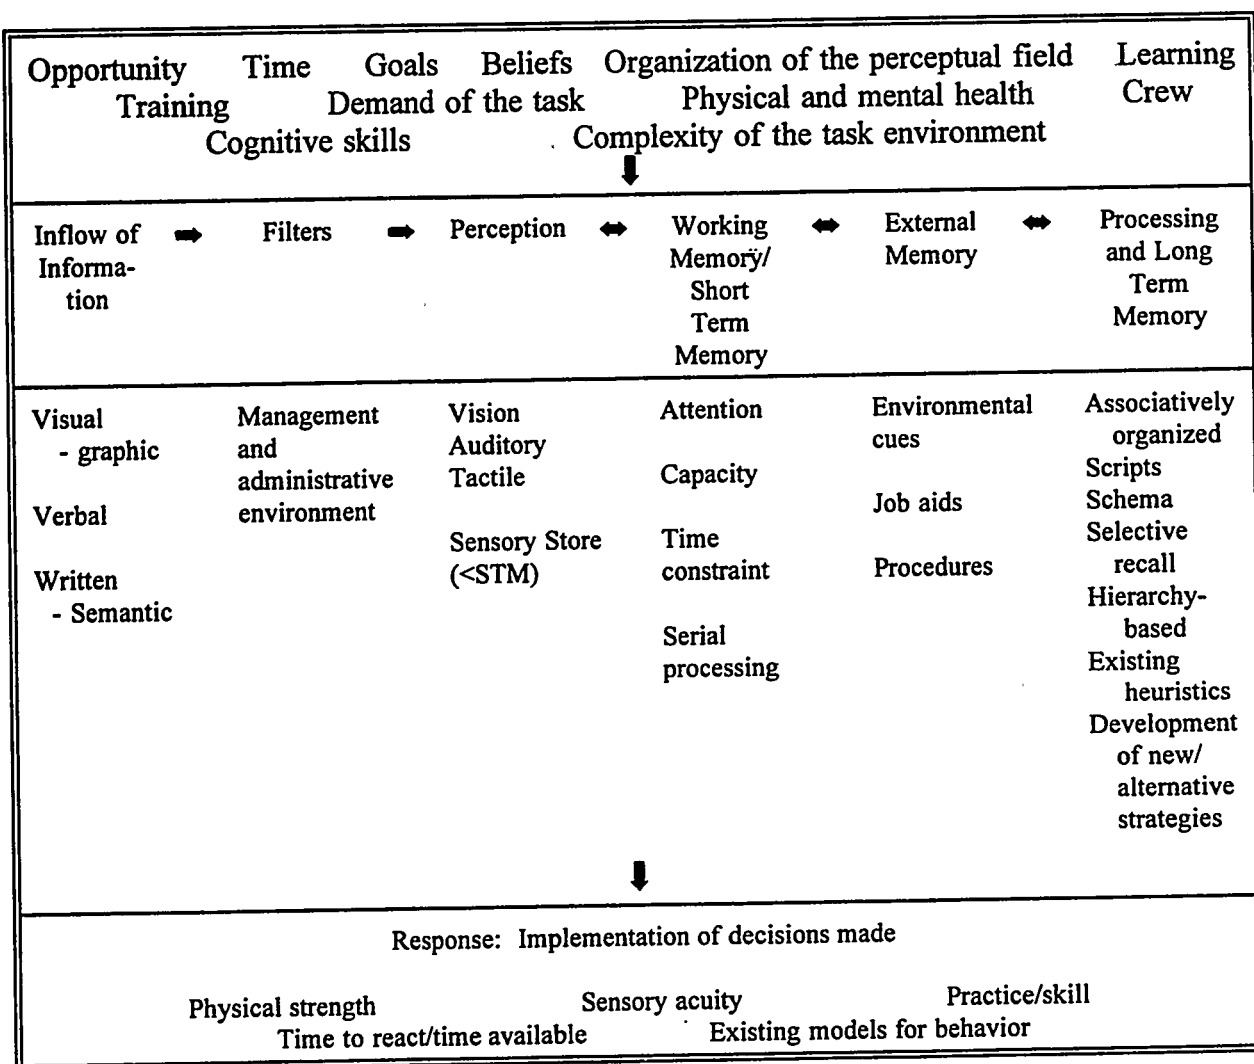 Opportunity Time Goals Beliefs Organization of the perceptual field Learning
Training Demand of the task Physical and mental health Crew
Cognitive skills Complexity of the task environment
Inflow of
Informa-
tion
Filters
Perception
Working
Memory/
Short
Term
Memory
External
Memory
Processing
and Long
Term
Memory
Visual
- graphic
Verbal
Written
- Semantic
Management
and
administrative
environment
Vision
Auditory
Tactile
Sensory Store
(<STM)
Attention
Capacity
Time
constraint
Serial
processing
Environmental
cues
Job aids
Procedures
Associatively
organized
Scripts
Schema
Selective
recall
Hierarchy-
based
Existing
heuristics
Development
of new/
alternative
strategies
Response: Implementation of decisions made
Physical strength Sensory acuity Practice/skill
Time to react/time available Existing models for behavior